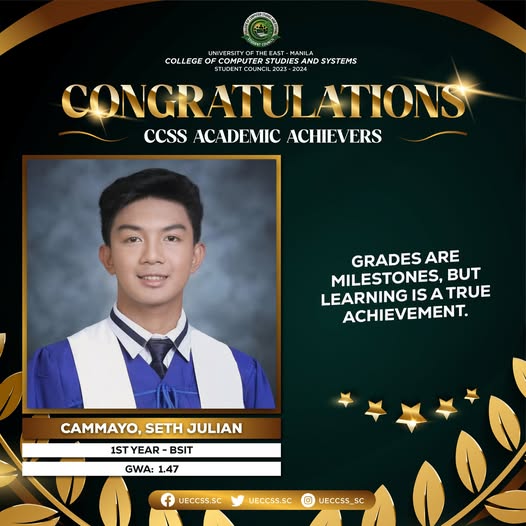 UNIVERSITY OF THE EAST - MANILA
COLLEGE OF COMPUTER STUDIES AND SYSTEMS
STUDENT COUNCIL 2023 - 2024
CONGRATULATIONS
CCSS ACADEMIC ACHIEVERS
GRADES ARE
MILESTONES, BUT
LEARNING IS A TRUE
ACHIEVEMENT.
CAMMAYO, SETH JULIAN
1ST YEAR - BSIT
GWA: 1.47
UECCSS.SC
UECCSS.SC
UECCSS_SC